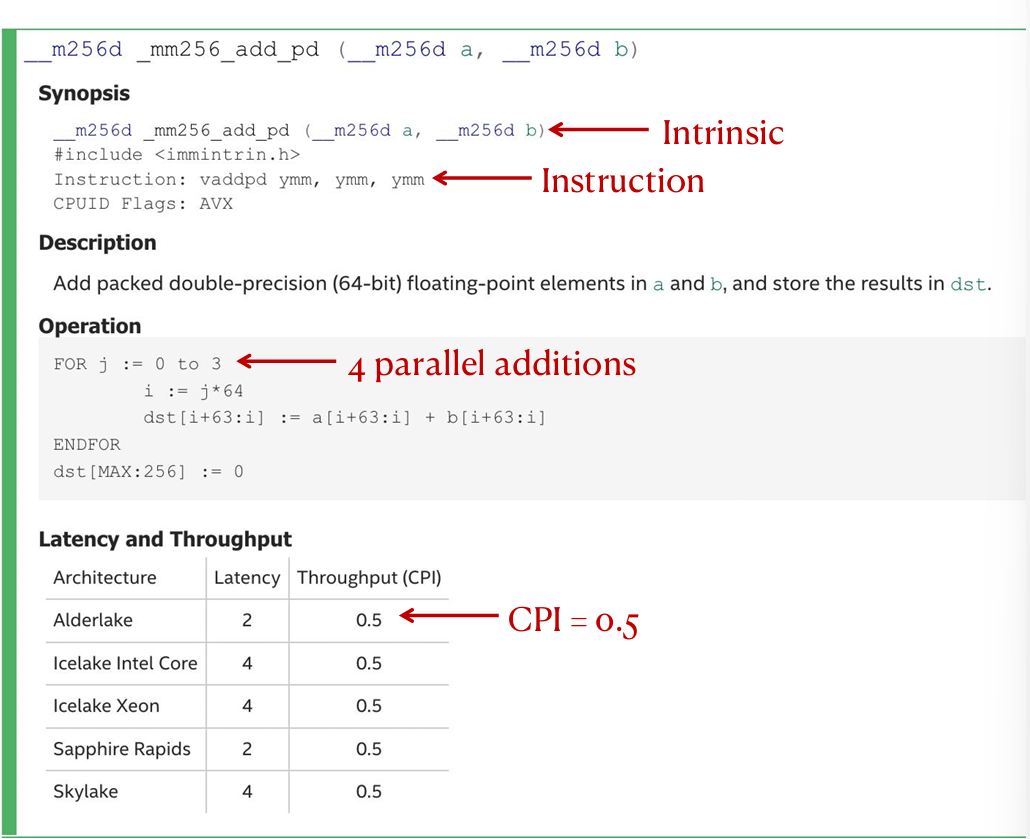 __m256d _mm256_add_pd (__m256d a, __m256d b)
Synopsis
__m256d _mm256_add_pd (__m256d a, __m256d b) Intrinsic
#include <immintrin.h>
Instruction: vaddpd ymm, ymm, ymm Instruction
CPUID Flags: AVX
Description
Add packed double-precision (64-bit) floating-point elements in a and b, and store the results in dst.
Operation
FOR j := 0 to 3 4 parallel additions
i := j*64
dst[i+63:i] := a[i+63:i] + b[i+63:i]
ENDFOR
dst[MAX:256] := 0
Latency and Throughput
Architecture Latency Throughput (CPI)
Alderlake 2 0.5 CPI = 0.5
Icelake Intel Core 4 0.5
Icelake Xeon 4 0.5
Sapphire Rapids 2 0.5
Skylake 4 0.5